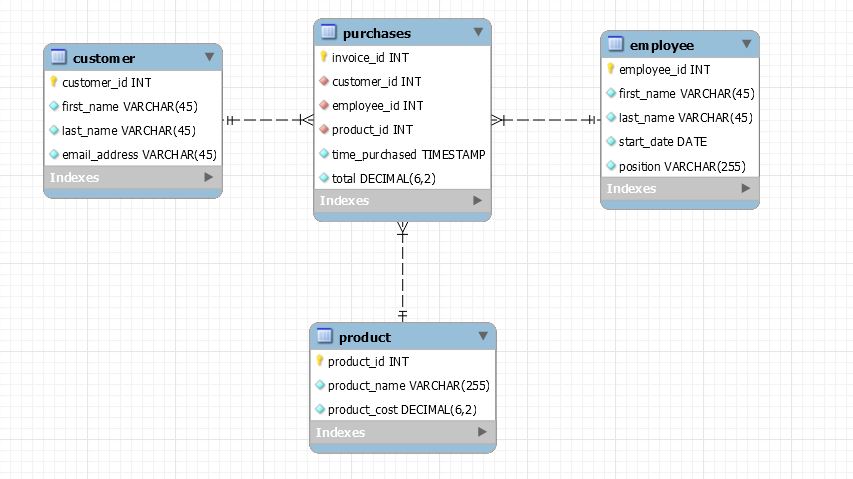 customer
customer_id INT
first_name VARCHAR(45)
last_name VARCHAR(45)
email_address VARCHAR(45)
Indexes
purchases
invoice_id INT
customer_id INT
employee_id INT
product_id INT
time_purchased TIMESTAMP
total DECIMAL(6,2)
Indexes
employee
employee_id INT
first_name VARCHAR(45)
last_name VARCHAR(45)
start_date DATE
position VARCHAR(255)
Indexes
product
product_id INT
product_name VARCHAR(255)
product_cost DECIMAL(6,2)
Indexes